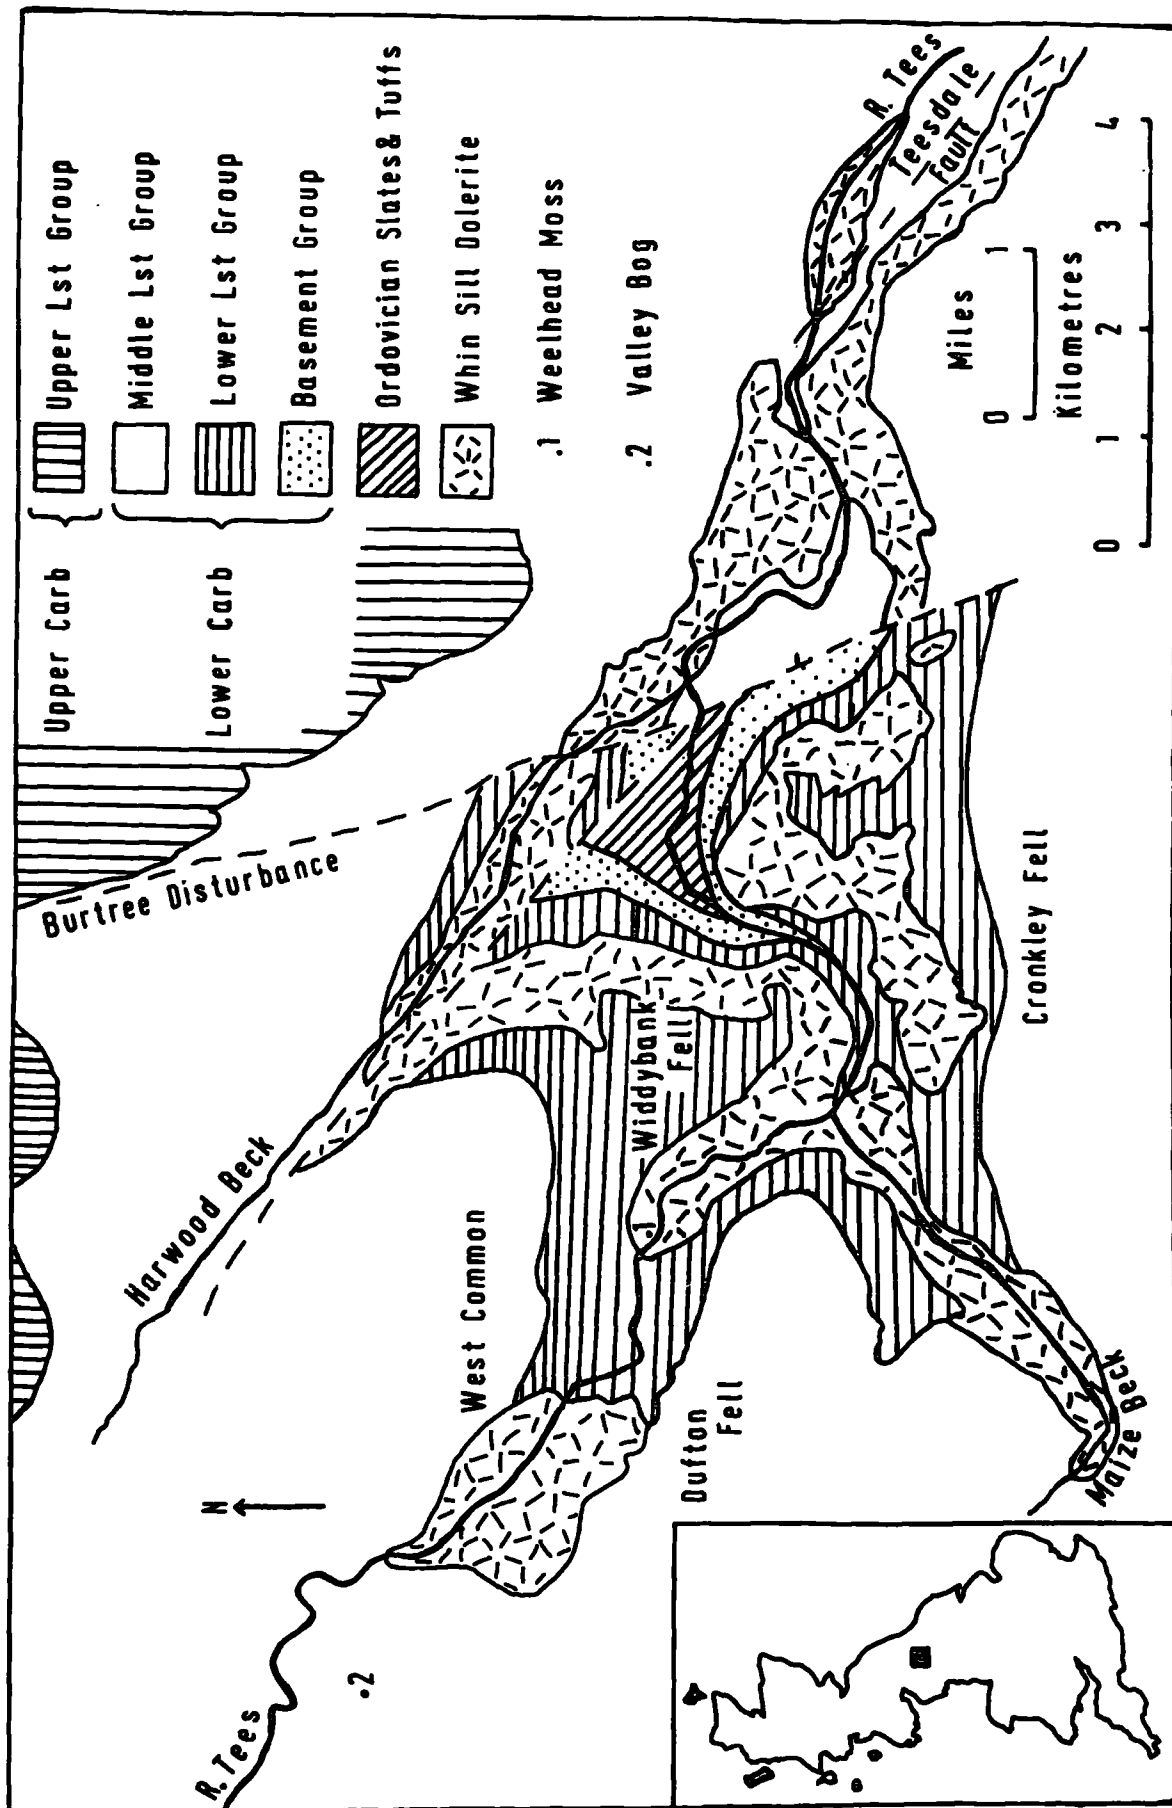 Upper Carb
Lower Carb
Upper Lst Group
Middle Lst Group
Lower Lst Group
Basement Group
Ordovician Slates & Tuffs
Whin Sill Dolerite
.1 Weelhead Moss
.2 Valley Bog
Burtree Disturbance
Harwood Beck
R. Tees
N
West Common
.2
.1
Widdybank
Fell
Dufton
Fell
Cronkley Fell
Maize Beck
R. Tees
Teesdale
Fault
Miles
0 1
Kilometres
0 1 2 3 4